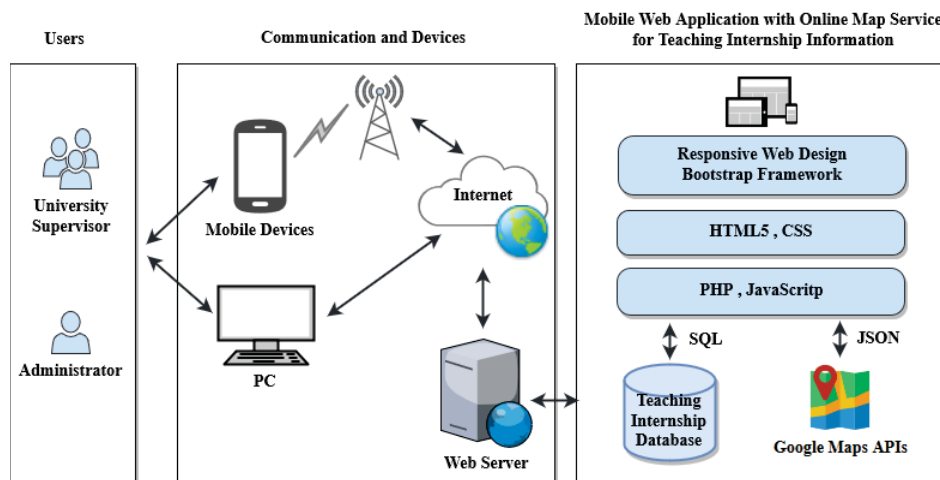 Users
University
Supervisor
Administrator
Communication and Devices
Mobile Devices
Internet
PC
Web Server
Mobile Web Application with Online Map Service
for Teaching Internship Information
Responsive Web Design
Bootstrap Framework
HTML5 , CSS
PHP , JavaScritp
SQL
JSON
Teaching
Internship
Database
Google Maps APIs